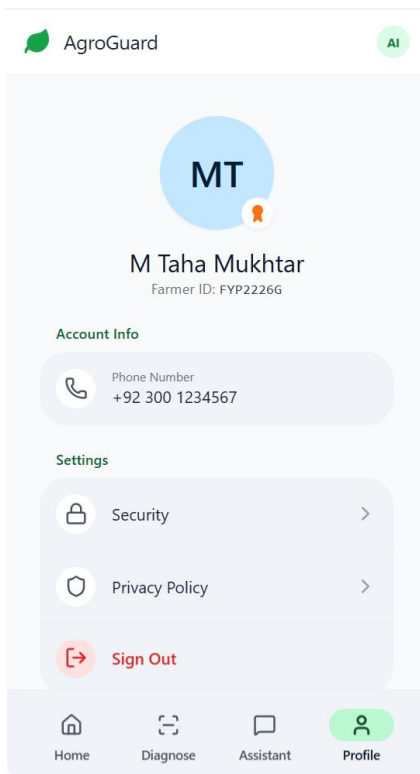 AgroGuard
AI
MT
M Taha Mukhtar
Farmer ID: FYP2226G
Account Info
Phone Number
+92 300 1234567
Settings
Security
Privacy Policy
Sign Out
Home
Diagnose
Assistant
Profile